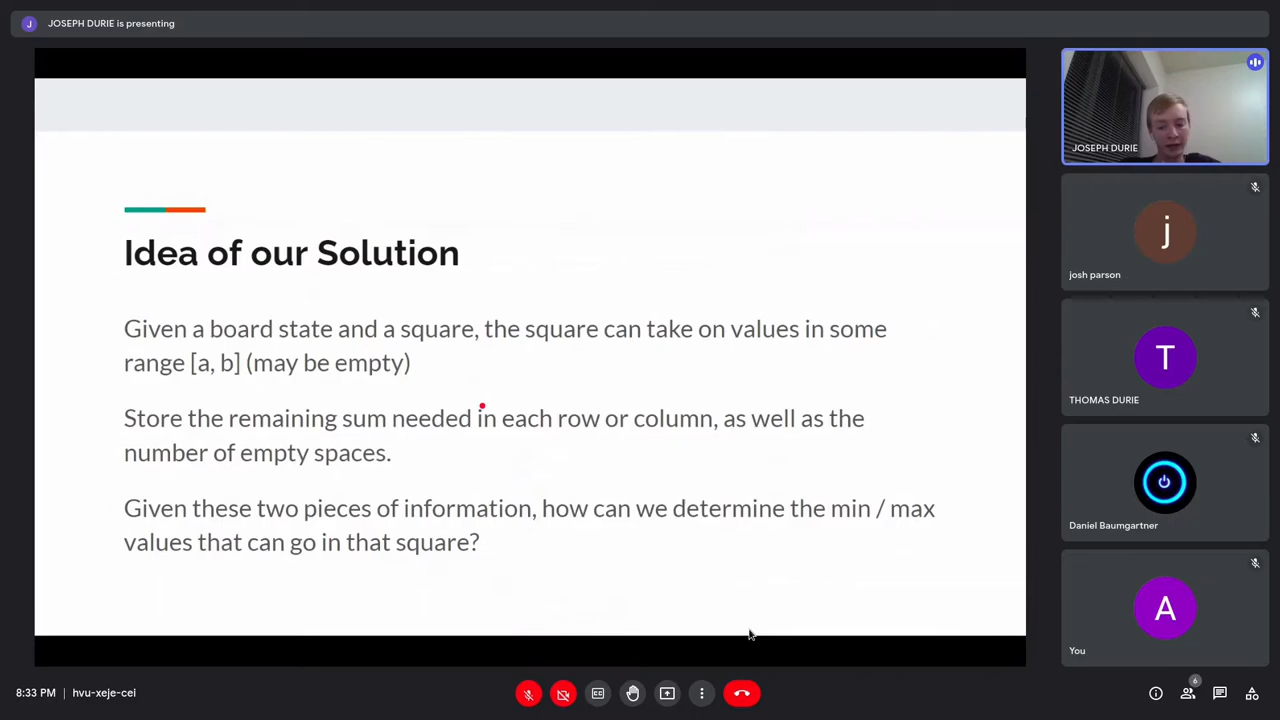 J JOSEPH DURIE is presenting
Idea of our Solution
Given a board state and a square, the square can take on values in some
range [a, b] (may be empty)
Store the remaining sum needed in each row or column, as well as the
number of empty spaces.
Given these two pieces of information, how can we determine the min / max
values that can go in that square?
JOSEPH DURIE
j
josh parson
T
THOMAS DURIE
Daniel Baumgartner
A
You
8:33 PM | hvu-xeje-cei
CC
6